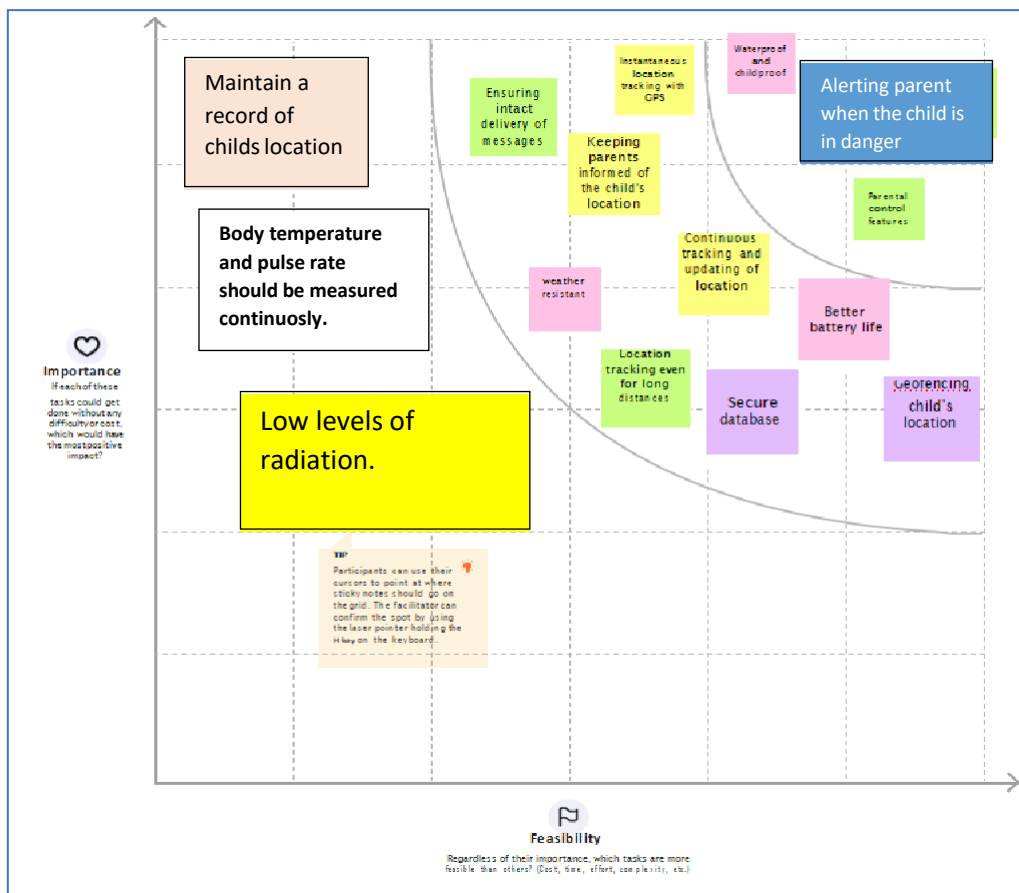 Maintain a
record of
childs location
Ensuring
intact
delivery of
messages
Instantaneous
location
tracking with
GPS
Waterproof
and
childproof
Alerting parent
when the child is
in danger
Keeping
parents
informed of
the child's
location
Parental
control
features
Body temperature
and pulse rate
should be measured
continuosly.
Continuous
tracking and
updating of
location
weather
resistant
Better
battery life
Location
tracking even
for long
distances
Secure
database
Georencing
child's
location
Low levels of
radiation.
Importance
If each of these
tasks could get
done without any
difficulty or cost,
which would have
the most positive
impact?
TIP
Participants can use their
cursors to point at where
sticky notes should go on
the grid. The facilitator can
confirm the spot by using
the laser pointer holding the
H key on the keyboard.
Feasibility
Regardless of their importance, which tasks are more
feasible than others? (Cost, time, effort, complexity, etc.)